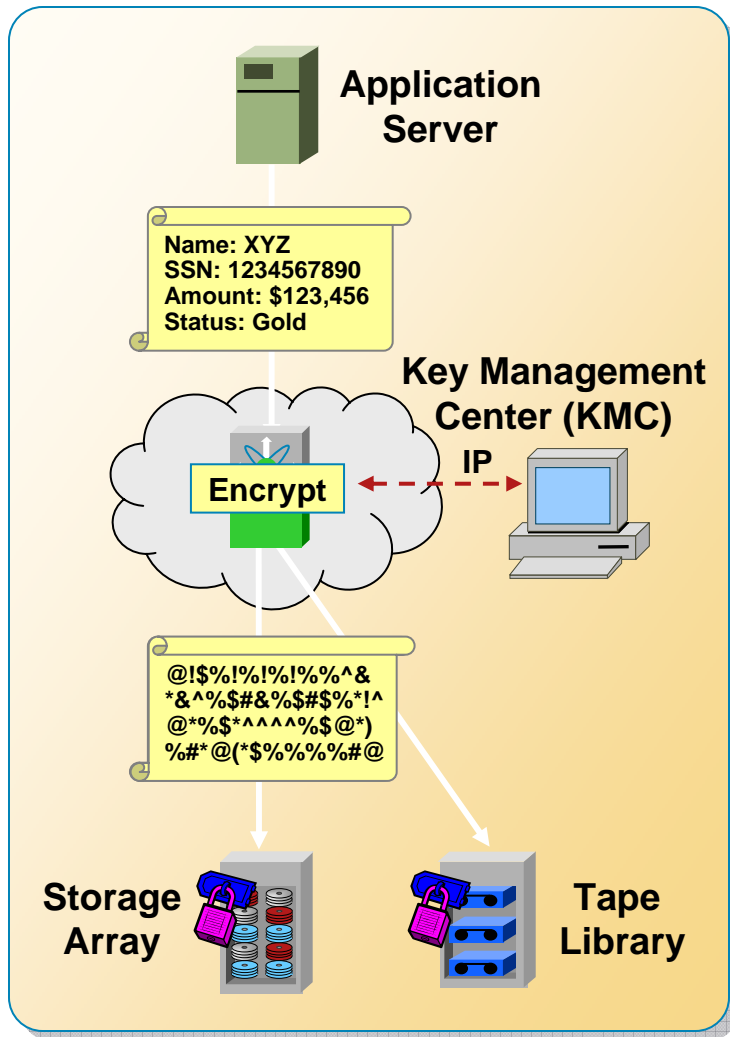 Application
Server
Name: XYZ
SSN: 1234567890
Amount: $123,456
Status: Gold
Key Management
Center (KMC)
IP
Encrypt
@!$%!%!%!%%^&
*&^%$#&%$#$%*!^
@*%$*^^^^%$@*)
%#*@(*$%%%%#@
Storage
Array
Tape
Library